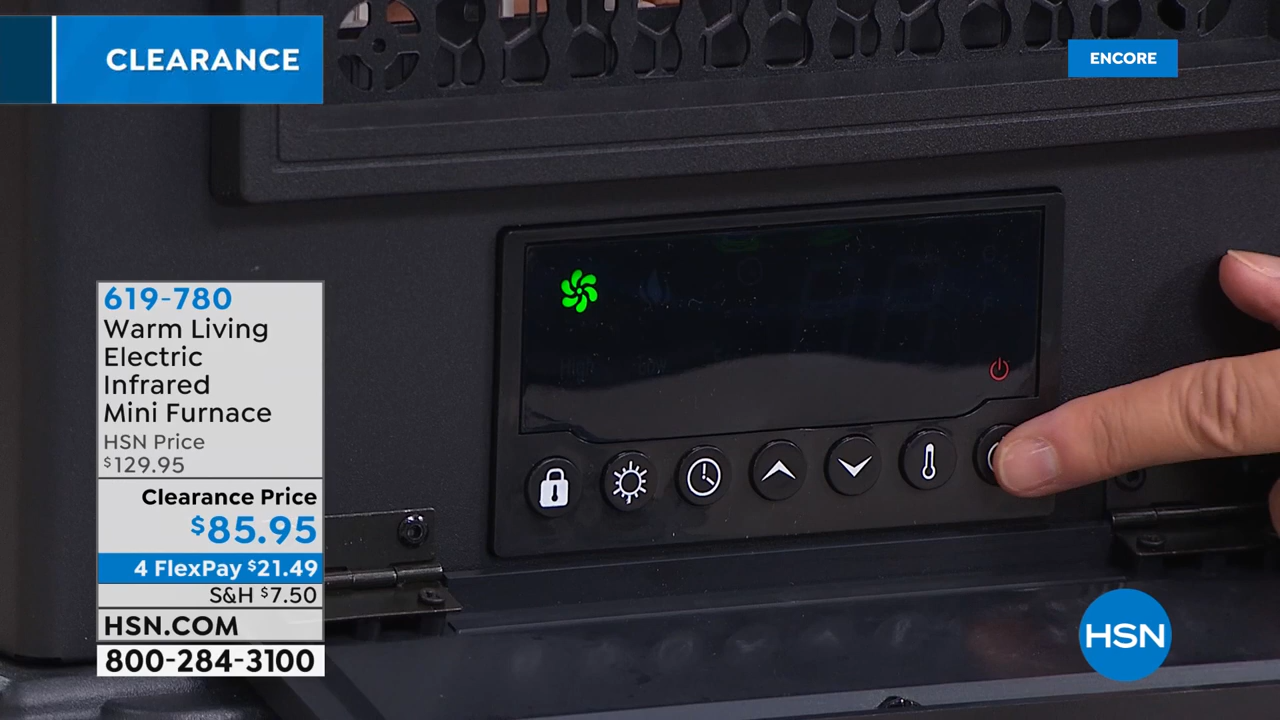 CLEARANCE
ENCORE
619-780
Warm Living
Electric
Infrared
Mini Furnace
HSN Price
$129.95
Clearance Price
$85.95
4 FlexPay $21.49
S&H $7.50
HSN.COM
800-284-3100
HSN